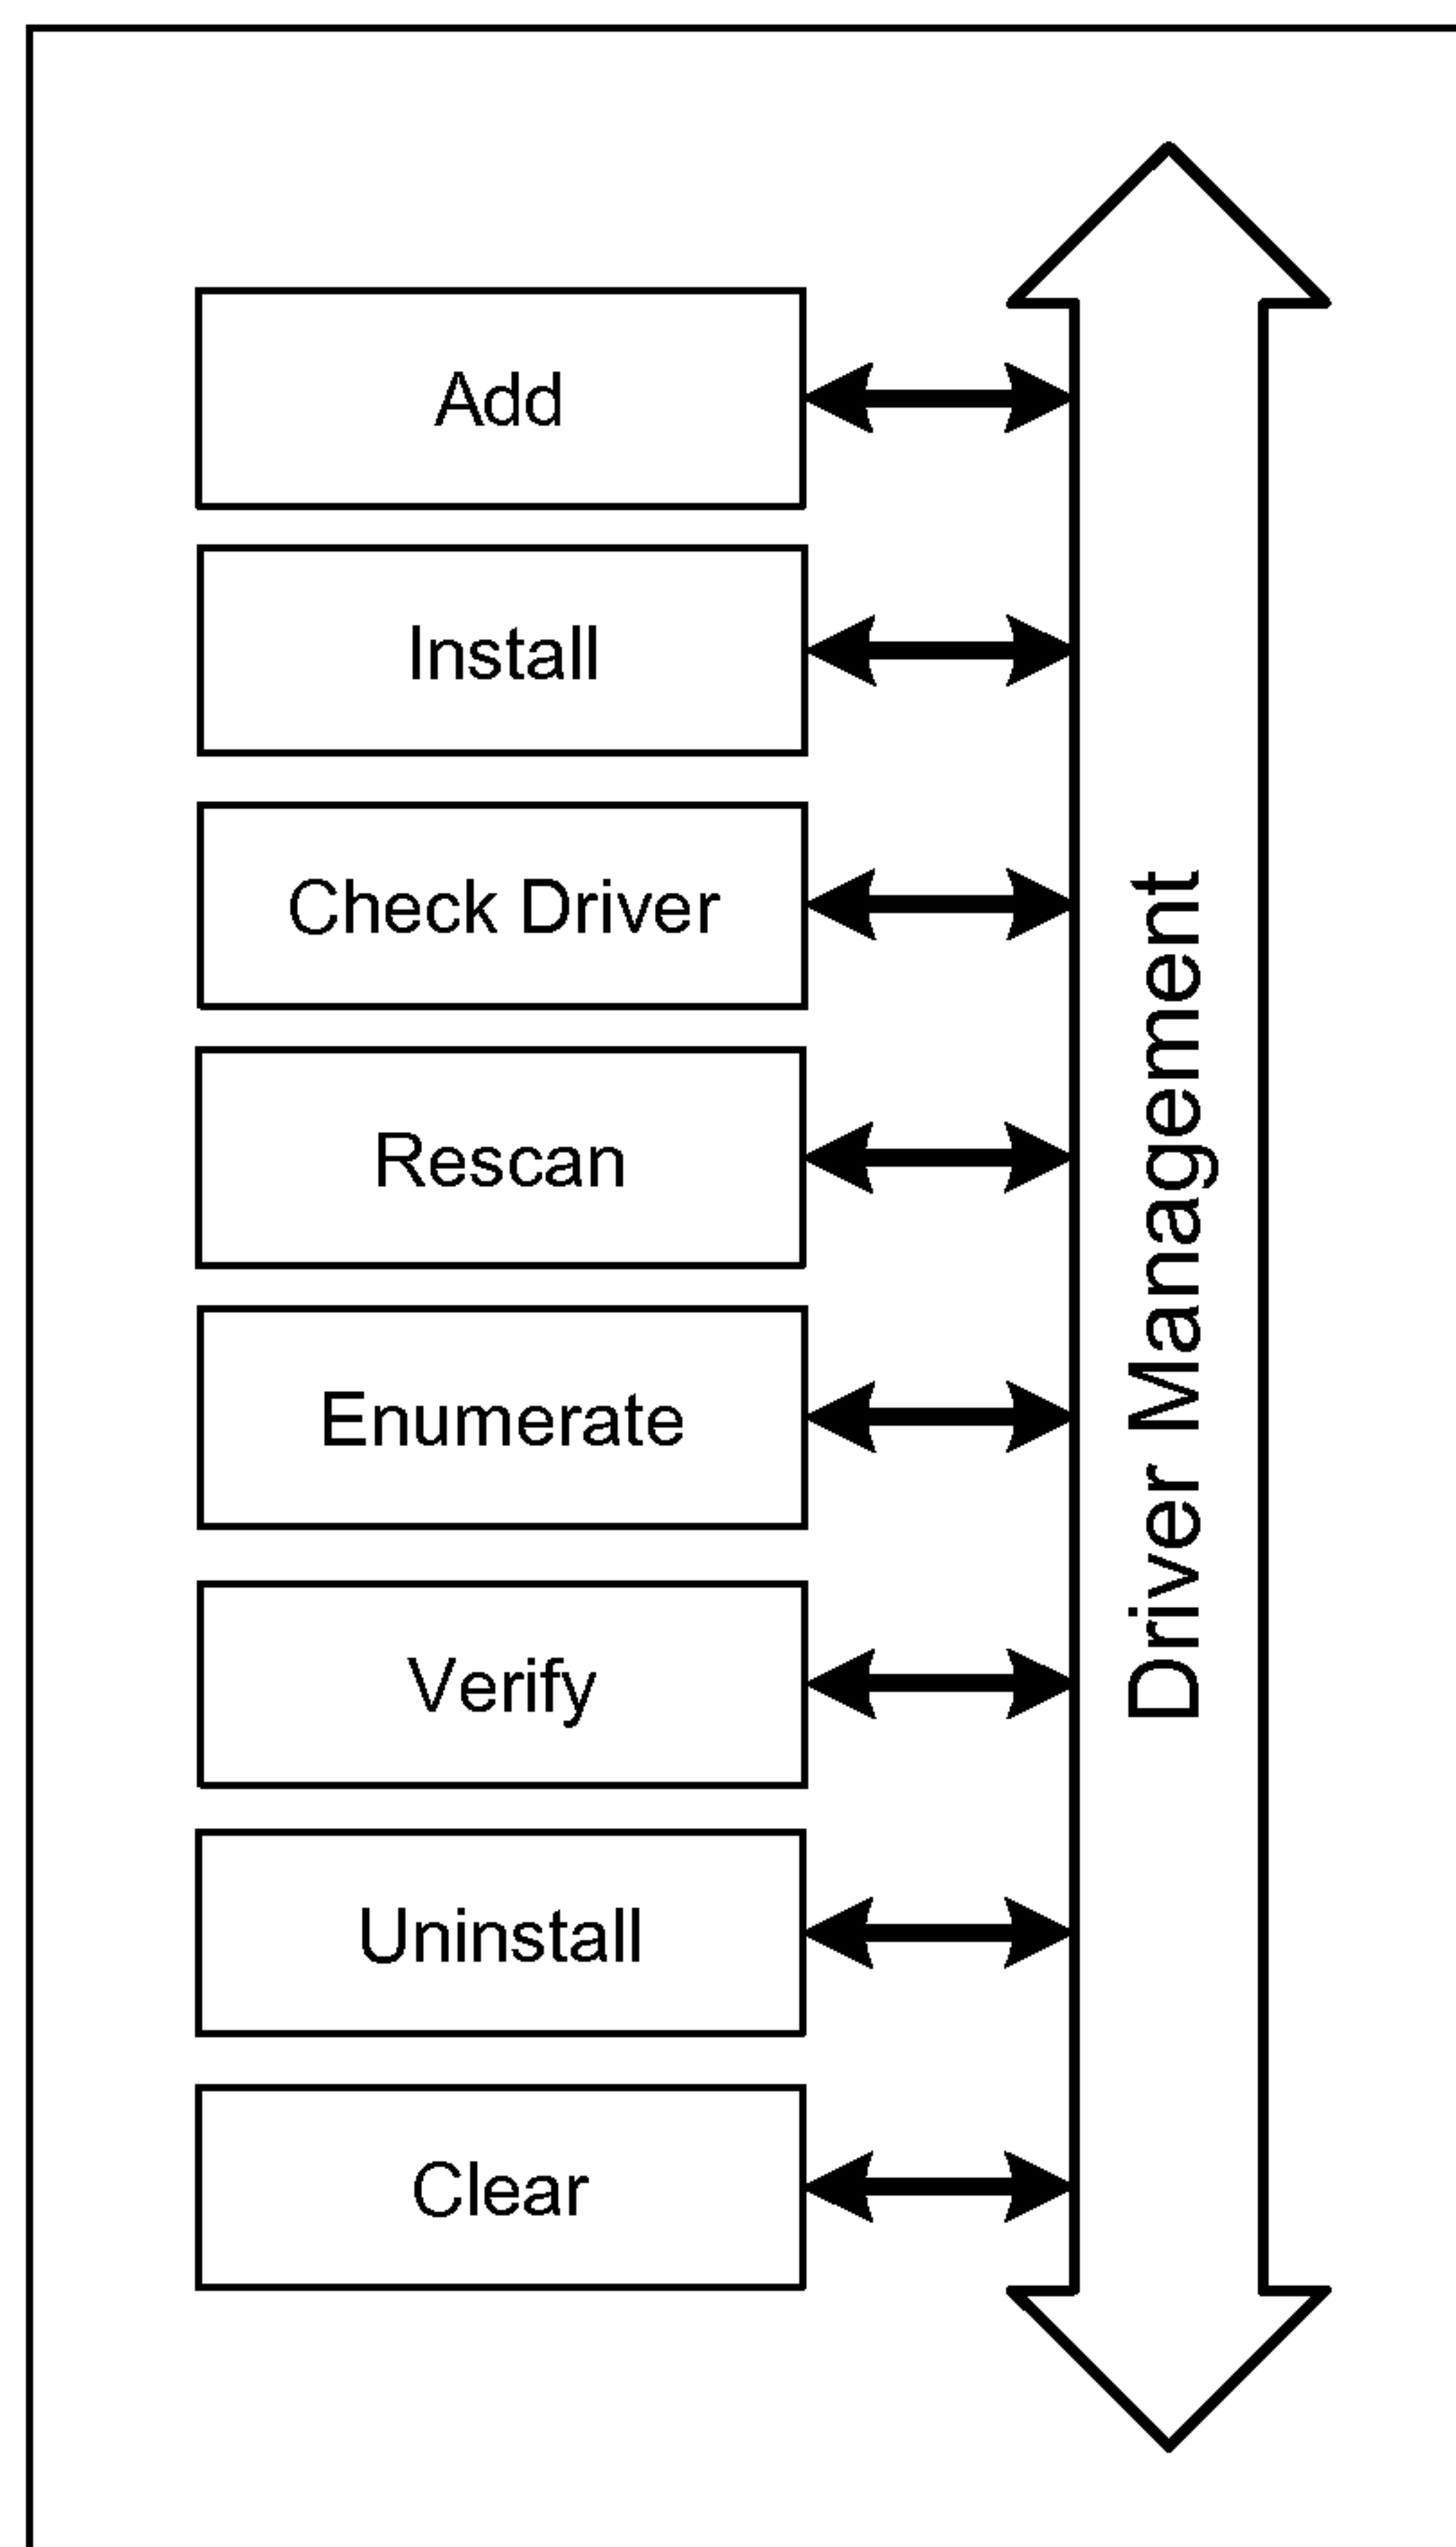 Add
Install
Check Driver
Rescan
Enumerate
Verify
Uninstall
Clear
Driver Management